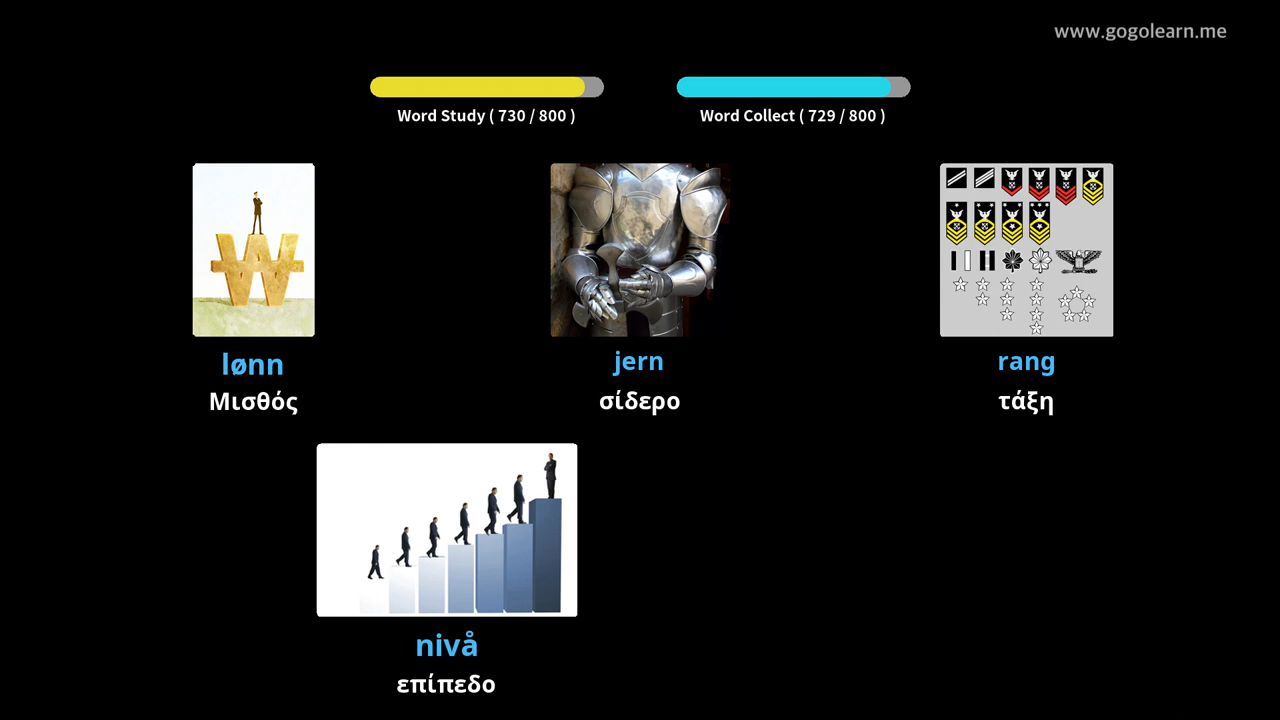 www.gogolearn.me
Word Study ( 730 / 800 )
Word Collect ( 729 / 800 )
lønn
jern
rang
Μισθός
σίδερο
τάξη
nivå
επίπεδο